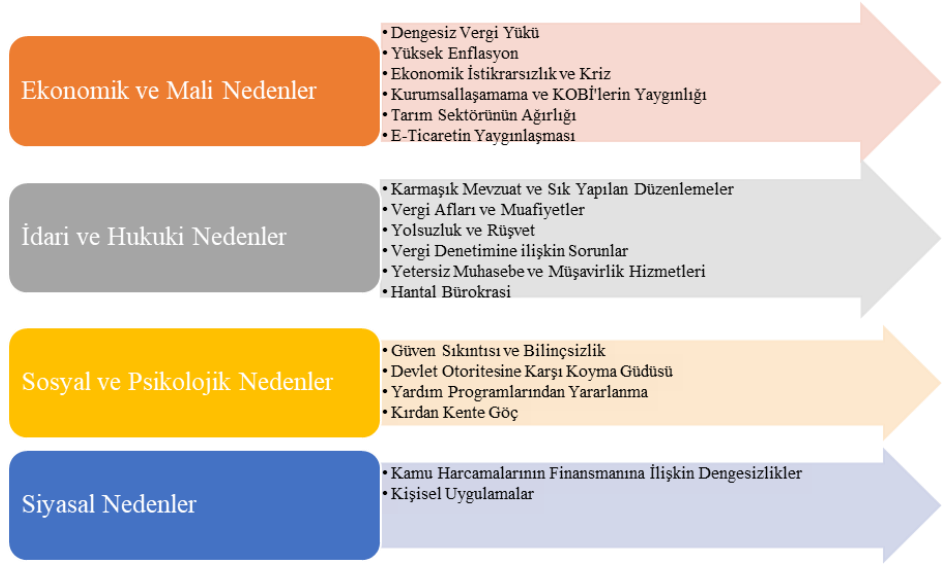 Ekonomik ve Mali Nedenler
• Dengesiz Vergi Yükü
• Yüksek Enflasyon
• Ekonomik İstikrarsızlık ve Kriz
• Kurumsallaşamama ve KOBİ'lerin Yaygınlığı
• Tarım Sektörünün Ağırlığı
• E-Ticaretin Yaygınlaşması
İdari ve Hukuki Nedenler
• Karmaşık Mevzuat ve Sık Yapılan Düzenlemeler
• Vergi Afları ve Muafiyetler
• Yolsuzluk ve Rüşvet
• Vergi Denetimine ilişkin Sorunlar
• Yetersiz Muhasebe ve Müşavirlik Hizmetleri
• Hantal Bürokrasi
Sosyal ve Psikolojik Nedenler
• Güven Sıkıntısı ve Bilinçsizlik
• Devlet Otoritesine Karşı Koyma Güdüsü
• Yardım Programlarından Yararlanma
• Kırdan Kente Göç
Siyasal Nedenler
• Kamu Harcamalarının Finansmanına İlişkin Dengesizlikler
• Kişisel Uygulamalar